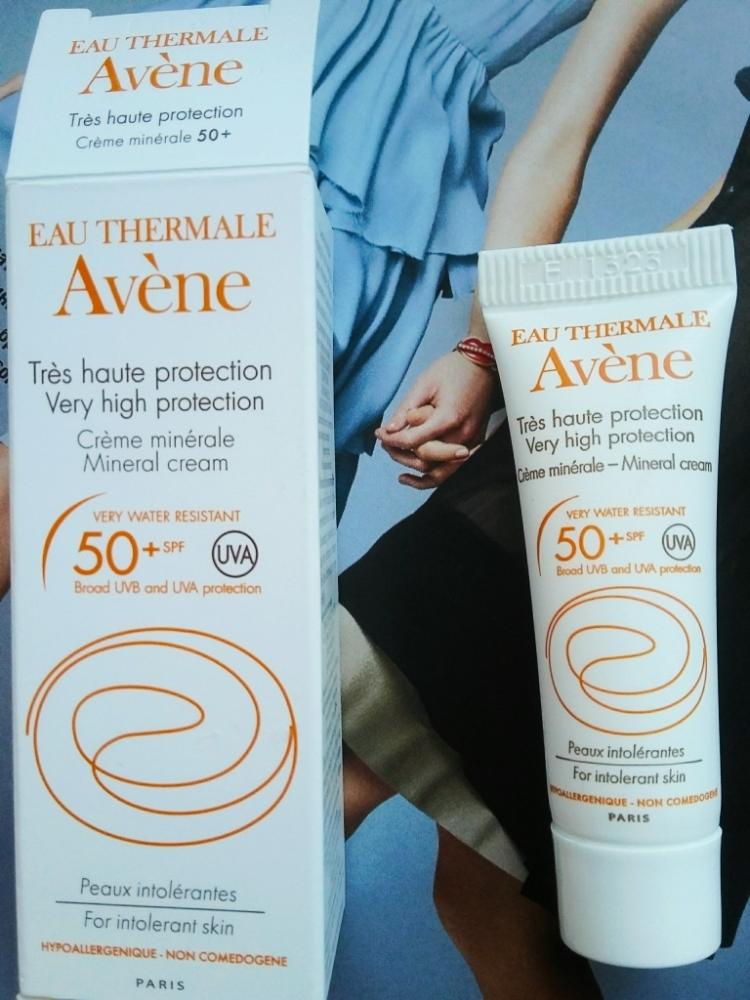 EAU THERMALE
Avène
Très haute protection
Crème minérale 50+
EAU THERMALE
Avène
Très haute protection
Very high protection
Crème minérale
Mineral cream
VERY WATER RESISTANT
50+ SPF UVA
Broad UVB and UVA protection
Peaux intolérantes
For intolerant skin
HYPOALLERGENIQUE - NON COMEDOGENE
PARIS
E 1323
EAU THERMALE
Avène
Très haute protection
Very high protection
Crème minérale – Mineral cream
VERY WATER RESISTANT
50+ SPF UVA
Broad UVB and UVA protection
Peaux intolérantes
For intolerant skin
HYPOALLERGENIQUE - NON COMEDOGENE
PARIS